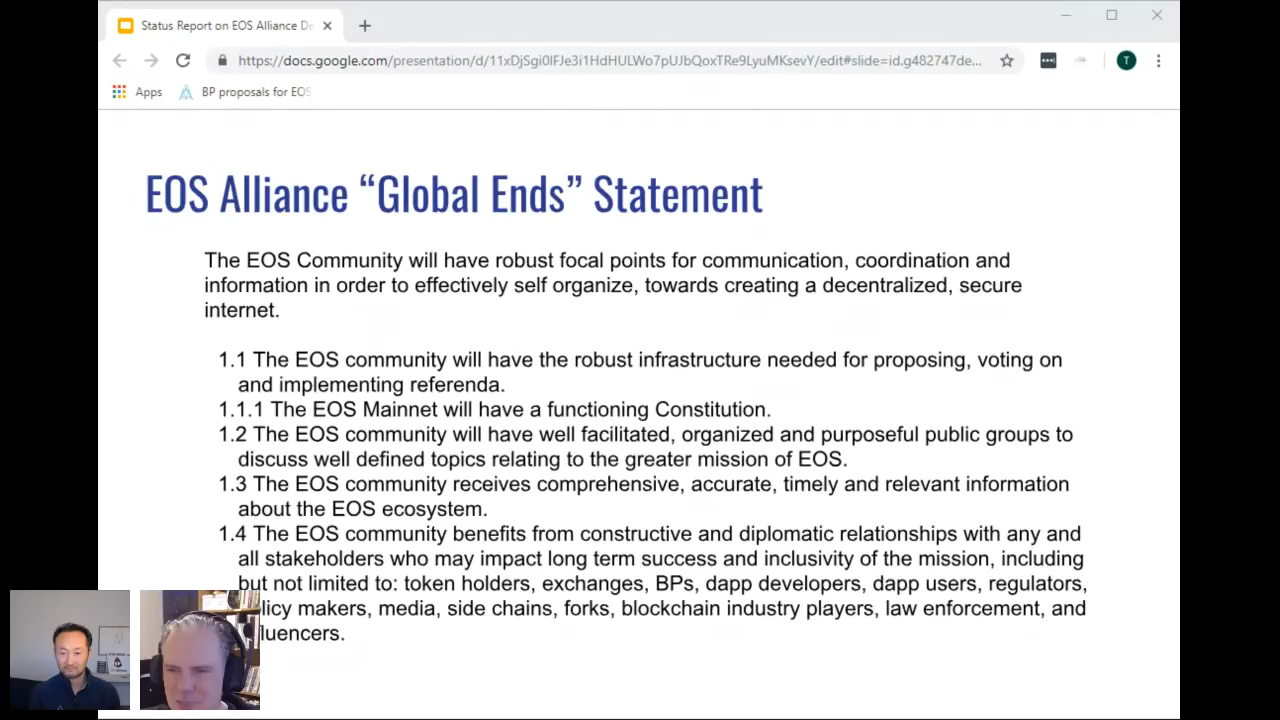 Status Report on EOS Alliance De
https://docs.google.com/presentation/d/11xDjSgi0IFJe3i1HdHULWo7pUJbQoxTRe9LyuMKsevY/edit#slide=id.g482747de...
T
Apps
BP proposals for EOS
EOS Alliance “Global Ends” Statement
The EOS Community will have robust focal points for communication, coordination and
information in order to effectively self organize, towards creating a decentralized, secure
internet.
1.1 The EOS community will have the robust infrastructure needed for proposing, voting on
and implementing referenda.
1.1.1 The EOS Mainnet will have a functioning Constitution.
1.2 The EOS community will have well facilitated, organized and purposeful public groups to
discuss well defined topics relating to the greater mission of EOS.
1.3 The EOS community receives comprehensive, accurate, timely and relevant information
about the EOS ecosystem.
1.4 The EOS community benefits from constructive and diplomatic relationships with any and
all stakeholders who may impact long term success and inclusivity of the mission, including
but not limited to: token holders, exchanges, BPs, dapp developers, dapp users, regulators,
licy makers, media, side chains, forks, blockchain industry players, law enforcement, and
fluencers.